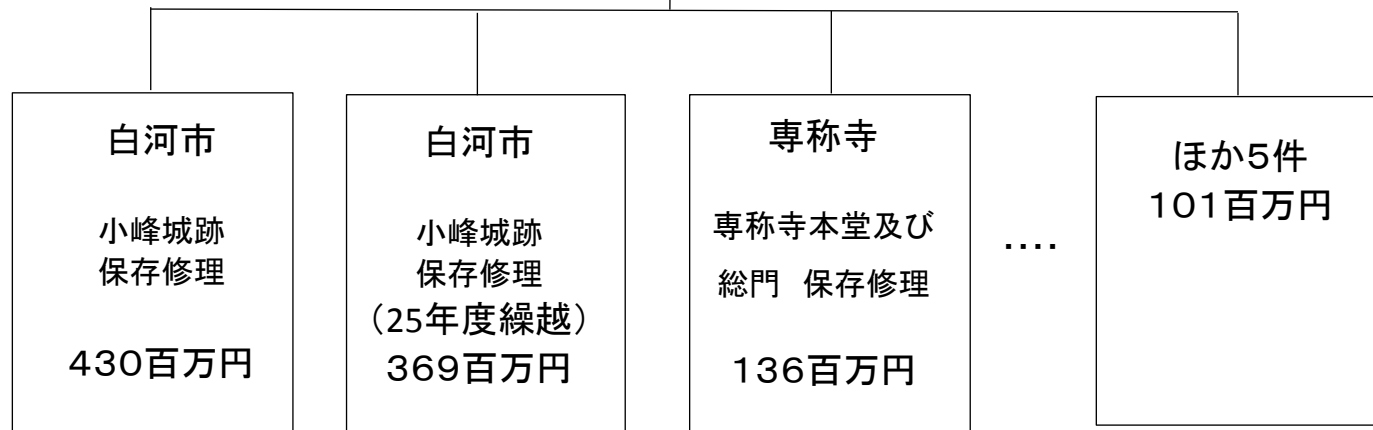 白河市
小峰城跡
保存修理
４３０百万円
白河市
小峰城跡
保存修理
（25年度繰越）
３６９百万円
専称寺
専称寺本堂及び
総門　保存修理
１３６百万円
‥‥
ほか５件
１０１百万円